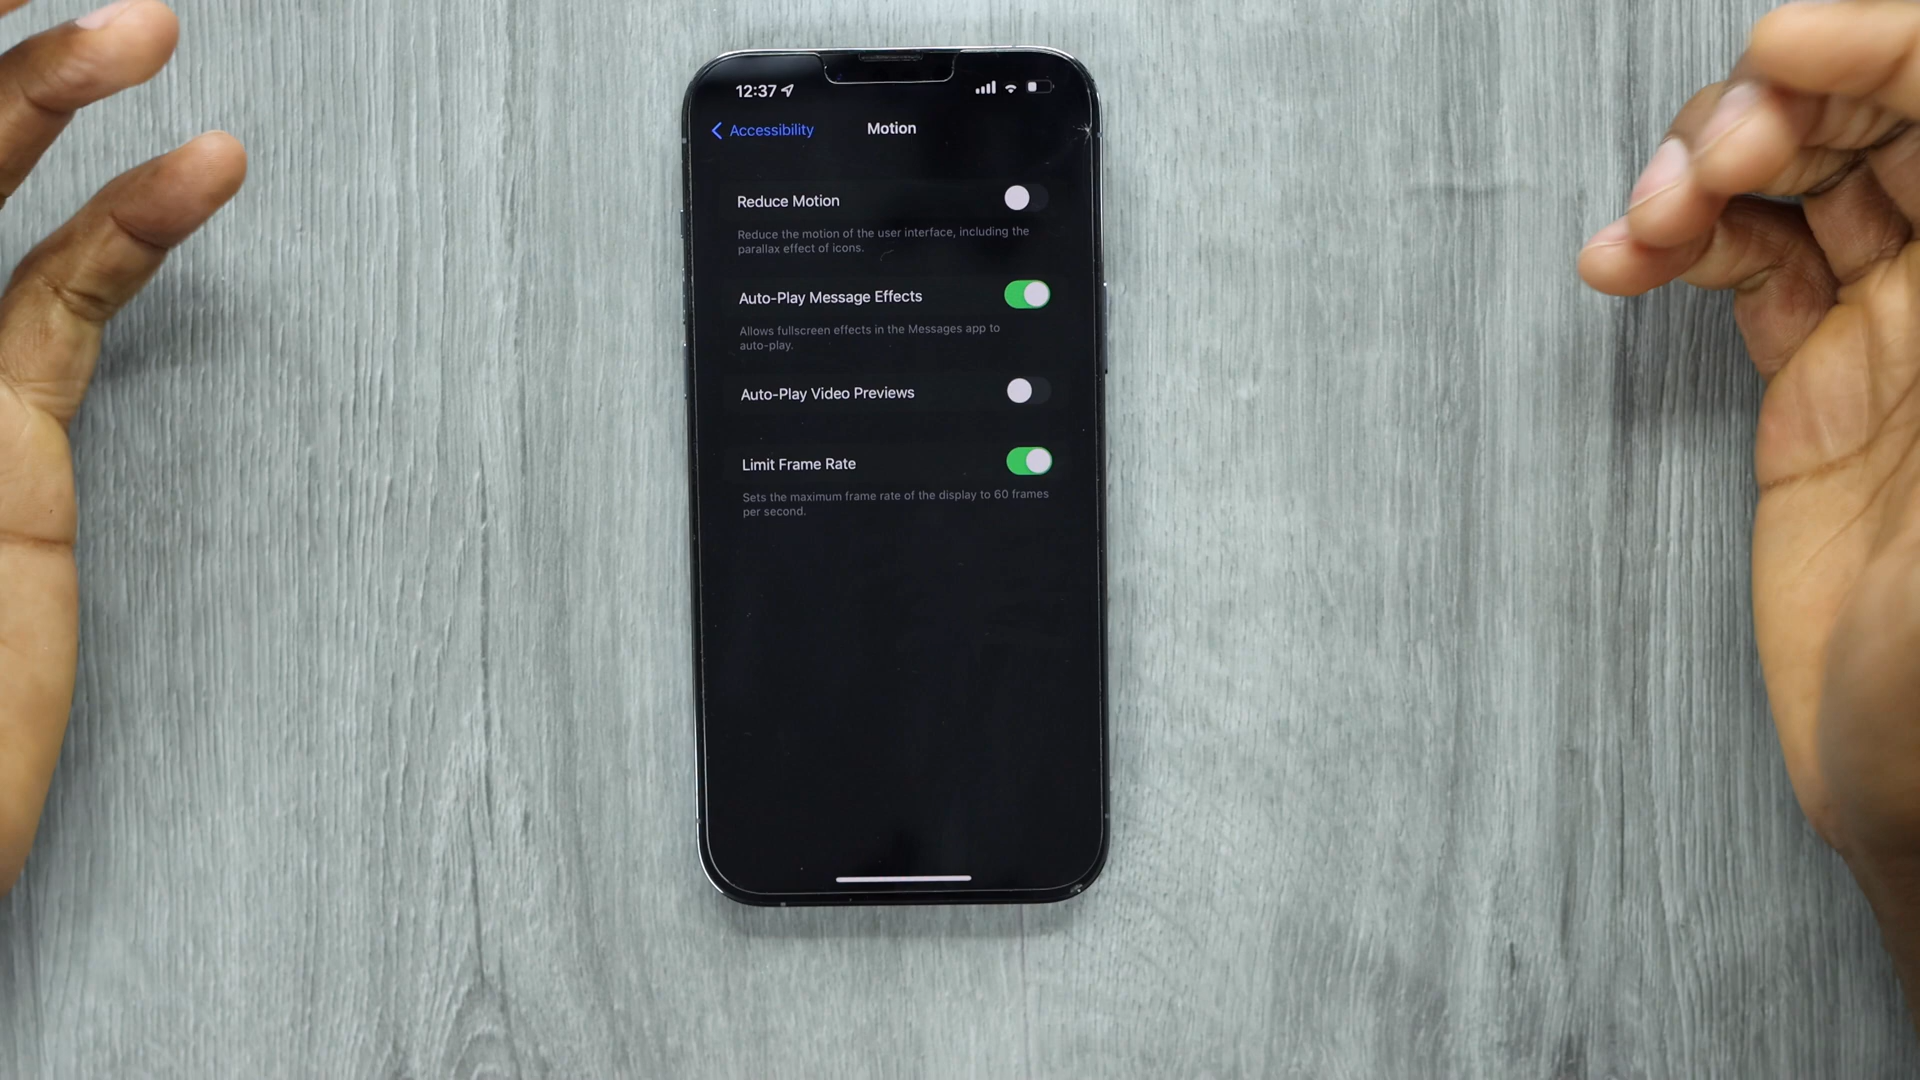 12:37
Accessibility
Motion
Reduce Motion
Reduce the motion of the user interface, including the
parallax effect of icons.
Auto-Play Message Effects
Allows fullscreen effects in the Messages app to
auto-play.
Auto-Play Video Previews
Limit Frame Rate
Sets the maximum frame rate of the display to 60 frames
per second.